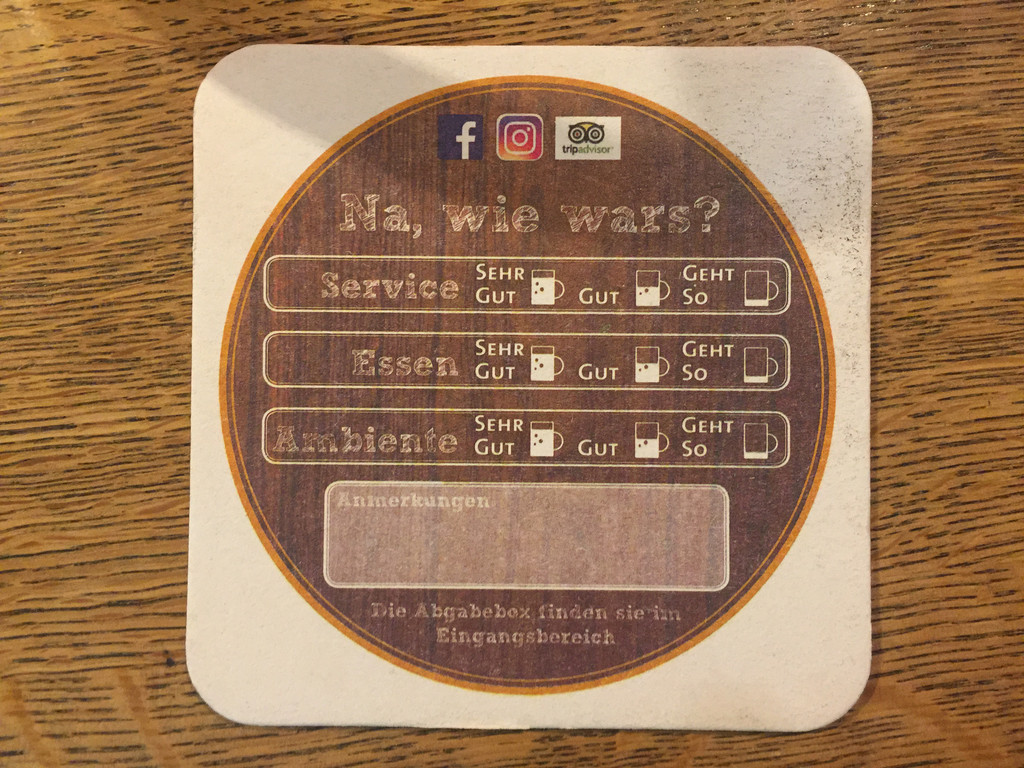 f
tripadvisor
Na, wie wars?
Service SEHR GUT GUT GEHT SO
Essen SEHR GUT GUT GEHT SO
Ambiente SEHR GUT GUT GEHT SO
Anmerkungen
Die Abgabebox finden sie im
Eingangsbereich